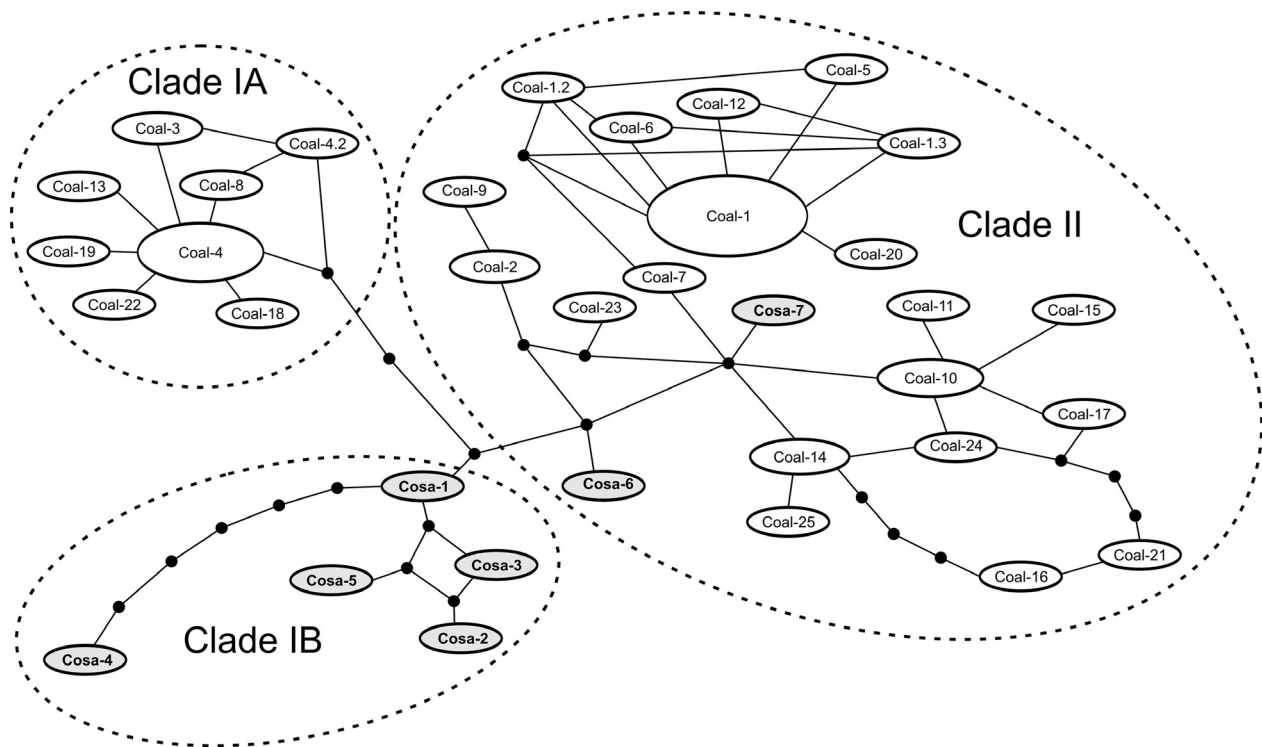 Clade IA
Coal-3
Coal-4.2
Coal-13
Coal-8
Coal-19
Coal-4
Coal-22
Coal-18
Clade II
Coal-5
Coal-1.2
Coal-12
Coal-6
Coal-1.3
Coal-9
Coal-1
Coal-20
Coal-2
Coal-7
Coal-23
Cosa-7
Coal-11
Coal-15
Coal-10
Coal-17
Coal-24
Coal-14
Cosa-6
Coal-25
Coal-21
Coal-16
Cosa-1
Cosa-3
Cosa-5
Cosa-2
Clade IB
Cosa-4